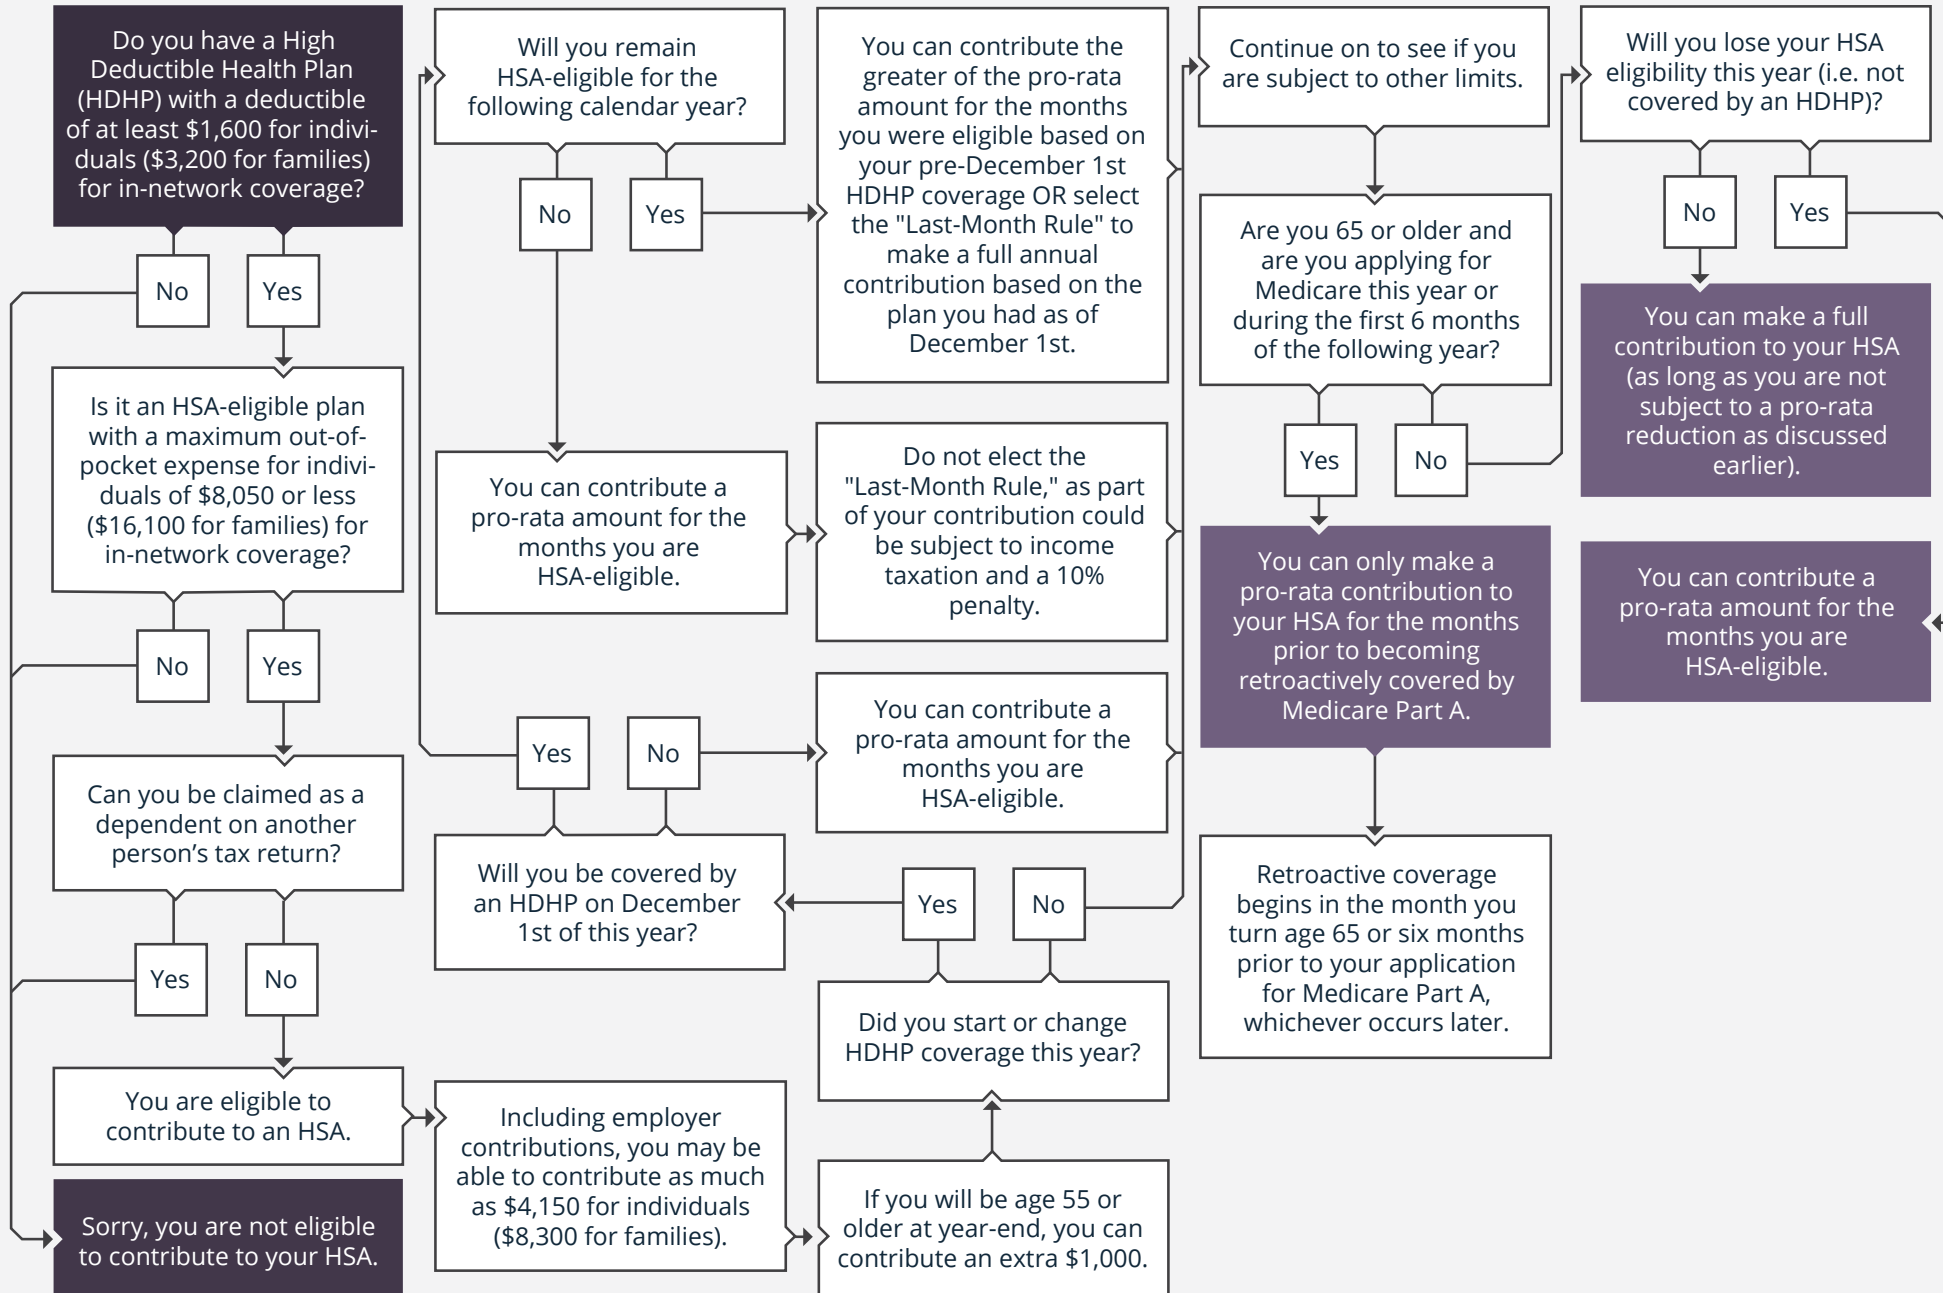 Do you have a High
Deductible Health Plan
(HDHP) with a deductible
of at least $1,600 for indivi-
duals ($3,200 for families)
for in-network coverage?
No
Yes
Is it an HSA-eligible plan
with a maximum out-of-
pocket expense for indivi-
duals of $8,050 or less
($16,100 for families) for
in-network coverage?
No
Yes
Can you be claimed as a
dependent on another
person’s tax return?
Yes
No
You are eligible to
contribute to an HSA.
Sorry, you are not eligible
to contribute to your HSA.
Including employer
contributions, you may be
able to contribute as much
as $4,150 for individuals
($8,300 for families).
If you will be age 55 or
older at year-end, you can
contribute an extra $1,000.
Did you start or change
HDHP coverage this year?
Yes
No
Will you be covered by
an HDHP on December
1st of this year?
Yes
No
You can contribute a
pro-rata amount for the
months you are
HSA-eligible.
Will you remain
HSA-eligible for the
following calendar year?
No
Yes
You can contribute a
pro-rata amount for the
months you are
HSA-eligible.
Do not elect the
"Last-Month Rule," as part
of your contribution could
be subject to income
taxation and a 10%
penalty.
You can contribute the
greater of the pro-rata
amount for the months
you were eligible based on
your pre-December 1st
HDHP coverage OR select
the "Last-Month Rule" to
make a full annual
contribution based on the
plan you had as of
December 1st.
Continue on to see if you
are subject to other limits.
Are you 65 or older and
are you applying for
Medicare this year or
during the first 6 months
of the following year?
Yes
No
You can only make a
pro-rata contribution to
your HSA for the months
prior to becoming
retroactively covered by
Medicare Part A.
Retroactive coverage
begins in the month you
turn age 65 or six months
prior to your application
for Medicare Part A,
whichever occurs later.
Will you lose your HSA
eligibility this year (i.e. not
covered by an HDHP)?
No
Yes
You can make a full
contribution to your HSA
(as long as you are not
subject to a pro-rata
reduction as discussed
earlier).
You can contribute a
pro-rata amount for the
months you are
HSA-eligible.